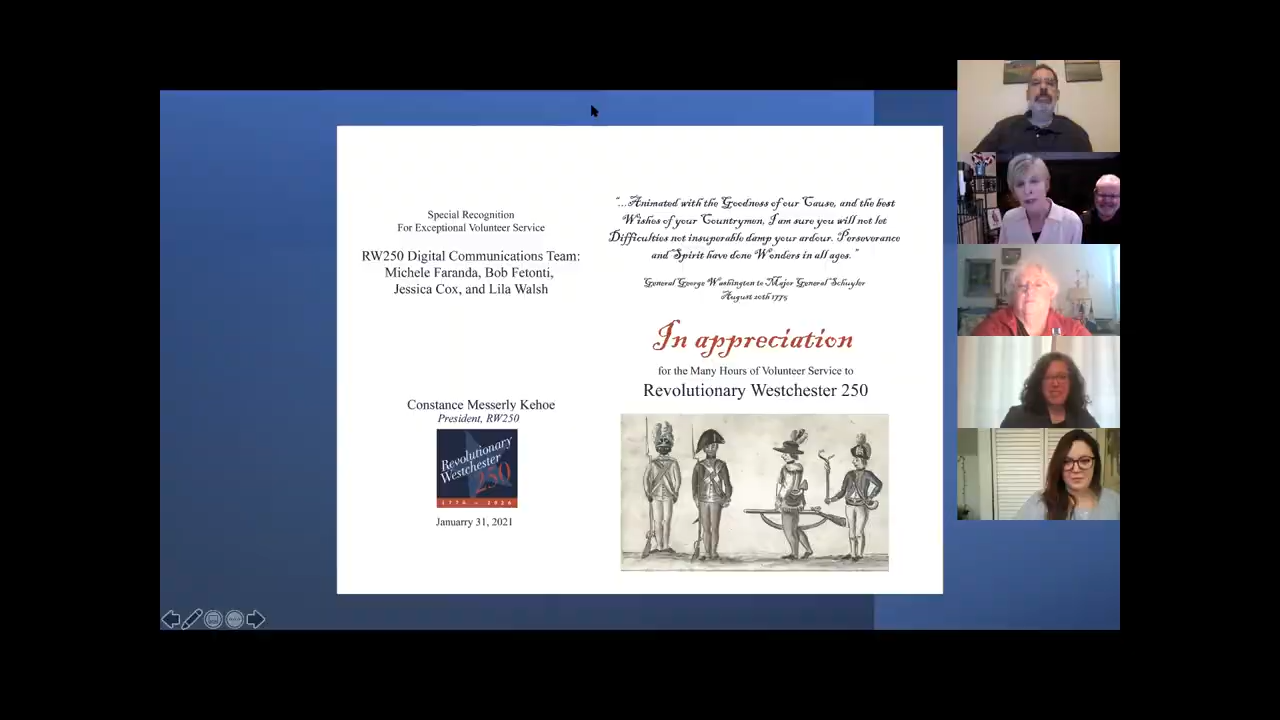 Special Recognition
For Exceptional Volunteer Service
RW250 Digital Communications Team:
Michele Faranda, Bob Fetonti,
Jessica Cox, and Lila Walsh
Constance Messerly Kehoe
President, RW250
Revolutionary
Westchester
250
1776 - 2026
Januarry 31, 2021
"...Animated with the Goodness of our Cause, and the best
Wishes of your Countrymen, I am sure you will not let
Difficulties not insuperable damp your ardour. Perseverance
and Spirit have done Wonders in all ages."
General George Washington to Major General Schuyler
August 20th 1775
In appreciation
for the Many Hours of Volunteer Service to
Revolutionary Westchester 250